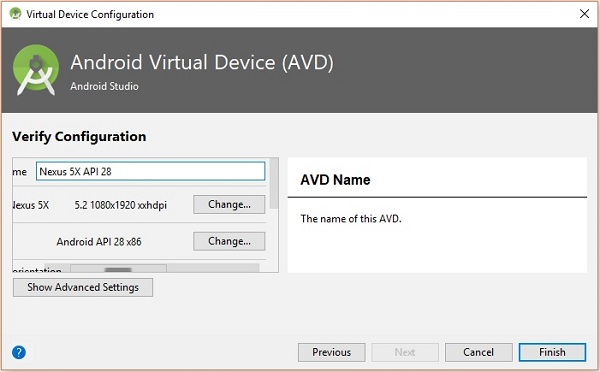 Virtual Device Configuration
Android Virtual Device (AVD)
Android Studio
Verify Configuration
me Nexus 5X API 28
Nexus 5X 5.2 1080x1920 xxhdpi Change...
Android API 28 x86 Change...
orientation
Show Advanced Settings
AVD Name
The name of this AVD.
? Previous Next Cancel Finish